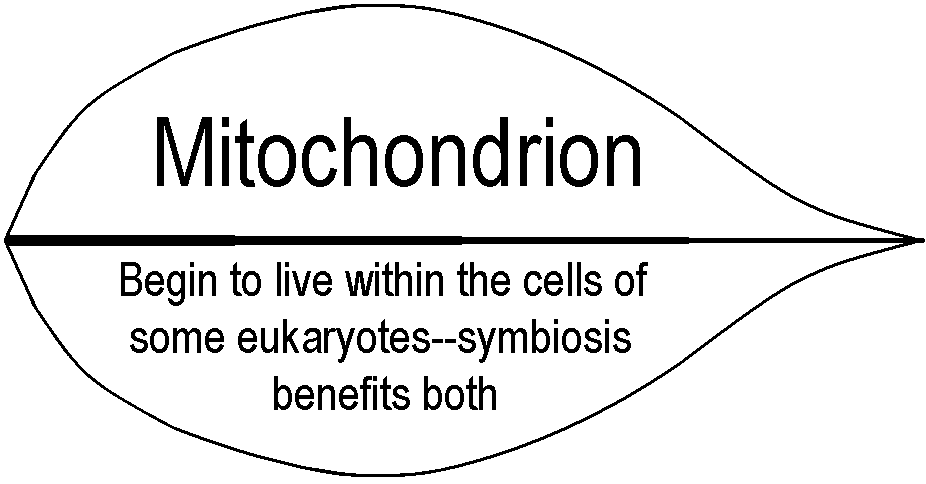 Mitochondrion
Begin to live within the cells of
some eukaryotes--symbiosis
benefits both